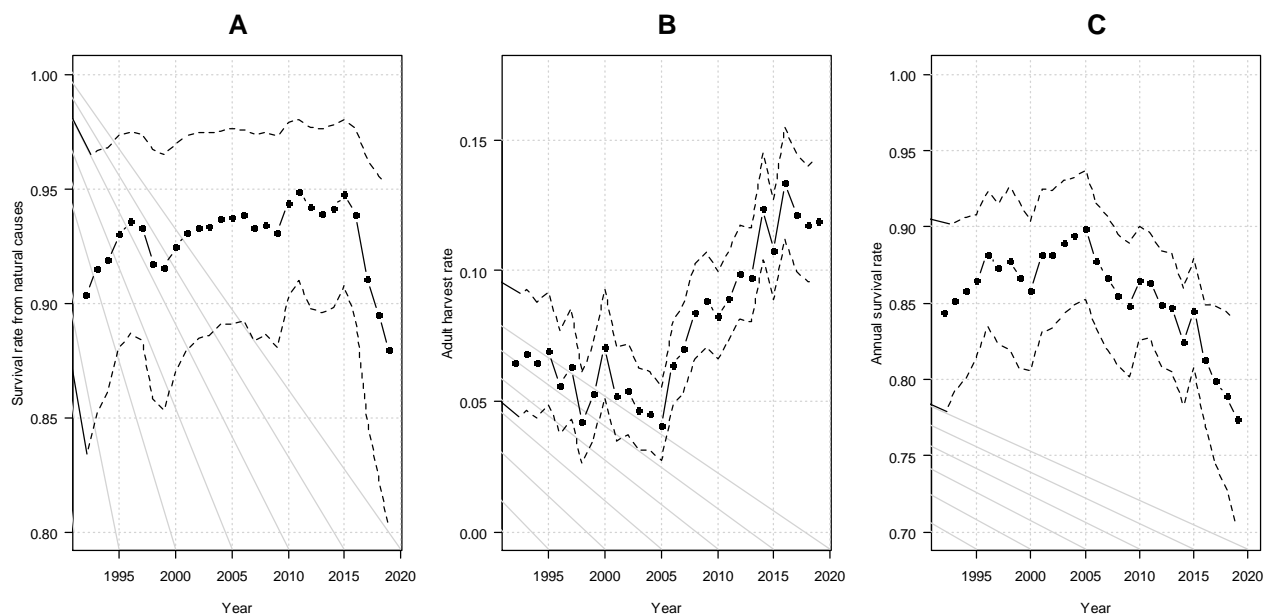 A
B
C
Survival rate from natural causes
1.00
0.95
0.90
0.85
0.80
1995 2000 2005 2010 2015 2020
Year
Adult harvest rate
0.15
0.10
0.05
0.00
1995 2000 2005 2010 2015 2020
Year
Annual survival rate
1.00
0.95
0.90
0.85
0.80
0.75
0.70
1995 2000 2005 2010 2015 2020
Year